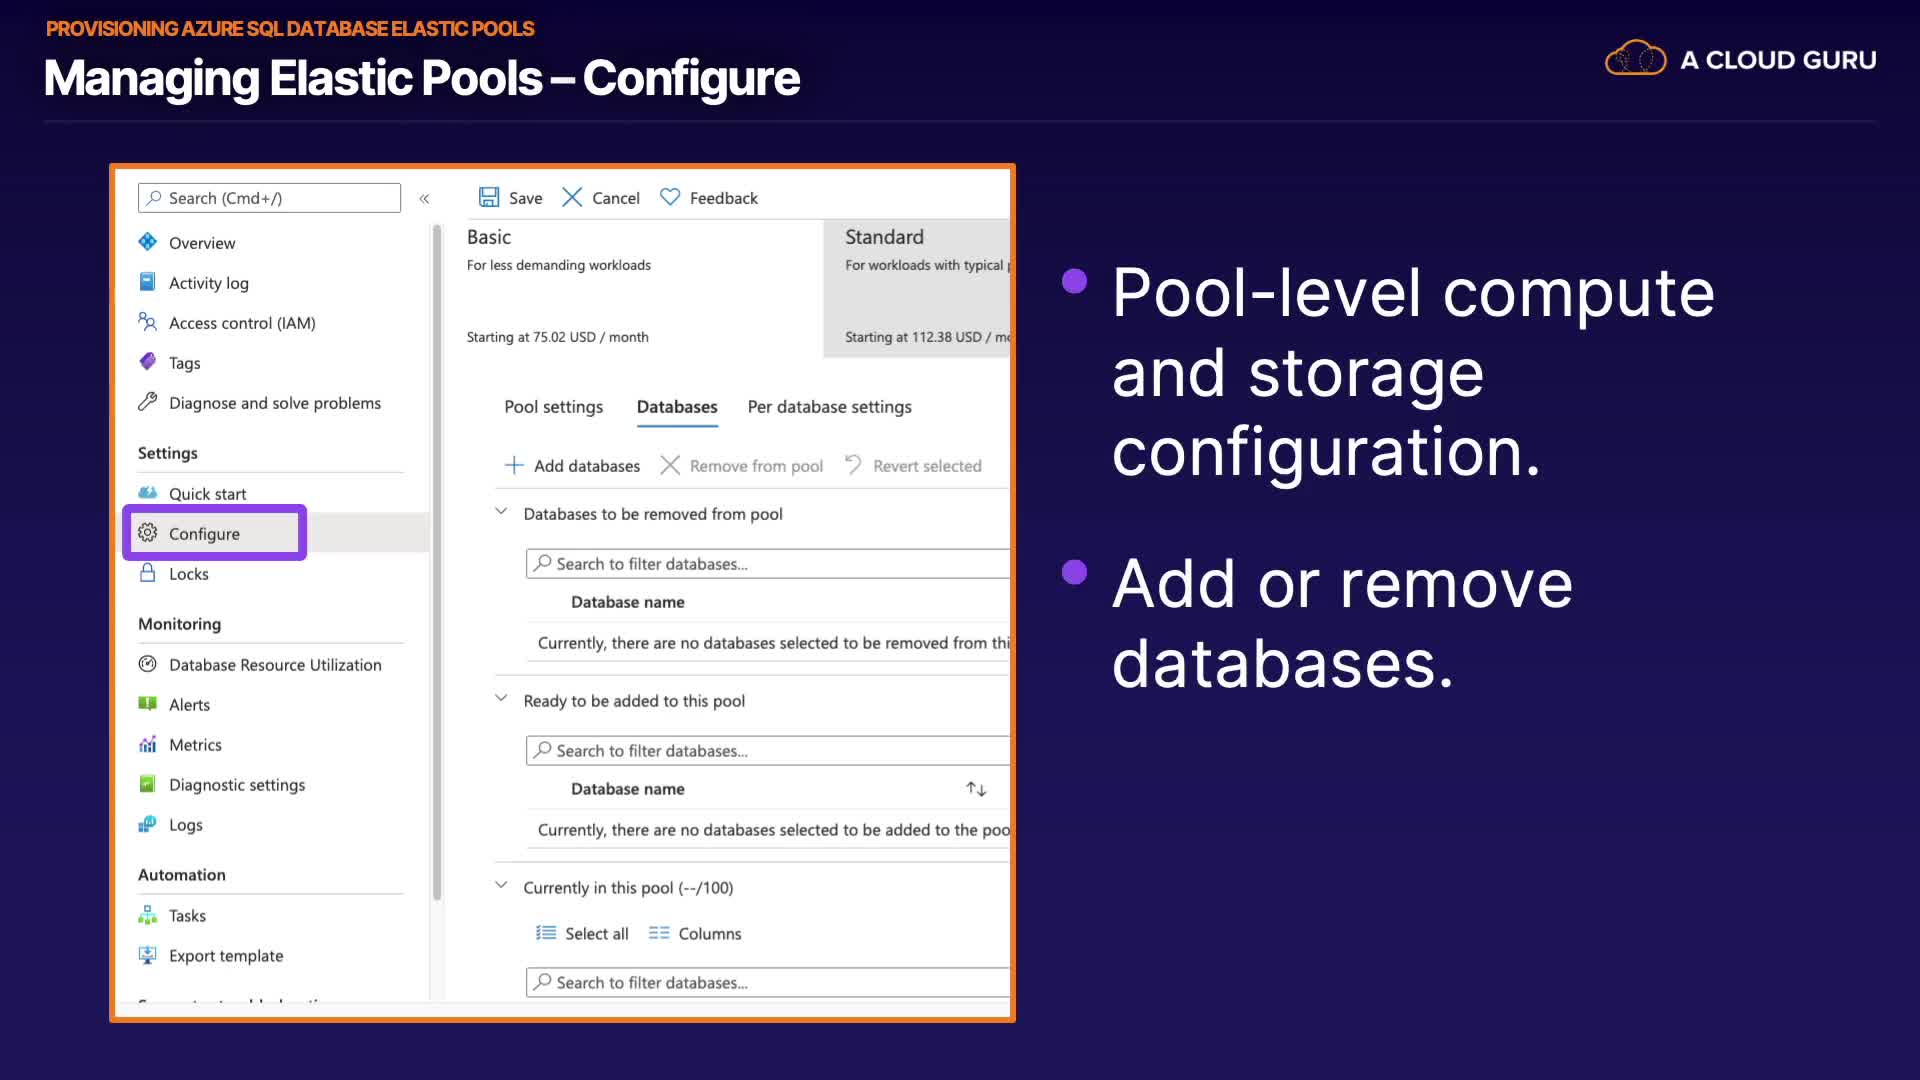 PROVISIONING AZURE SQL DATABASE ELASTIC POOLS
Managing Elastic Pools – Configure
A CLOUD GURU
Search (Cmd+/)
«
Overview
Activity log
Access control (IAM)
Tags
Diagnose and solve problems
Settings
Quick start
Configure
Locks
Monitoring
Database Resource Utilization
Alerts
Metrics
Diagnostic settings
Logs
Automation
Tasks
Export template
Save
Cancel
Feedback
Basic
For less demanding workloads
Starting at 75.02 USD / month
Standard
For workloads with typical
Starting at 112.38 USD /
Pool settings
Databases
Per database settings
Add databases
Remove from pool
Revert selected
Databases to be removed from pool
Search to filter databases...
Database name
Currently, there are no databases selected to be removed from
Ready to be added to this pool
Search to filter databases...
Database name
Currently, there are no databases selected to be added to the
Currently in this pool (--/100)
Select all
Columns
Search to filter databases...
Pool-level compute
and storage
configuration.
Add or remove
databases.